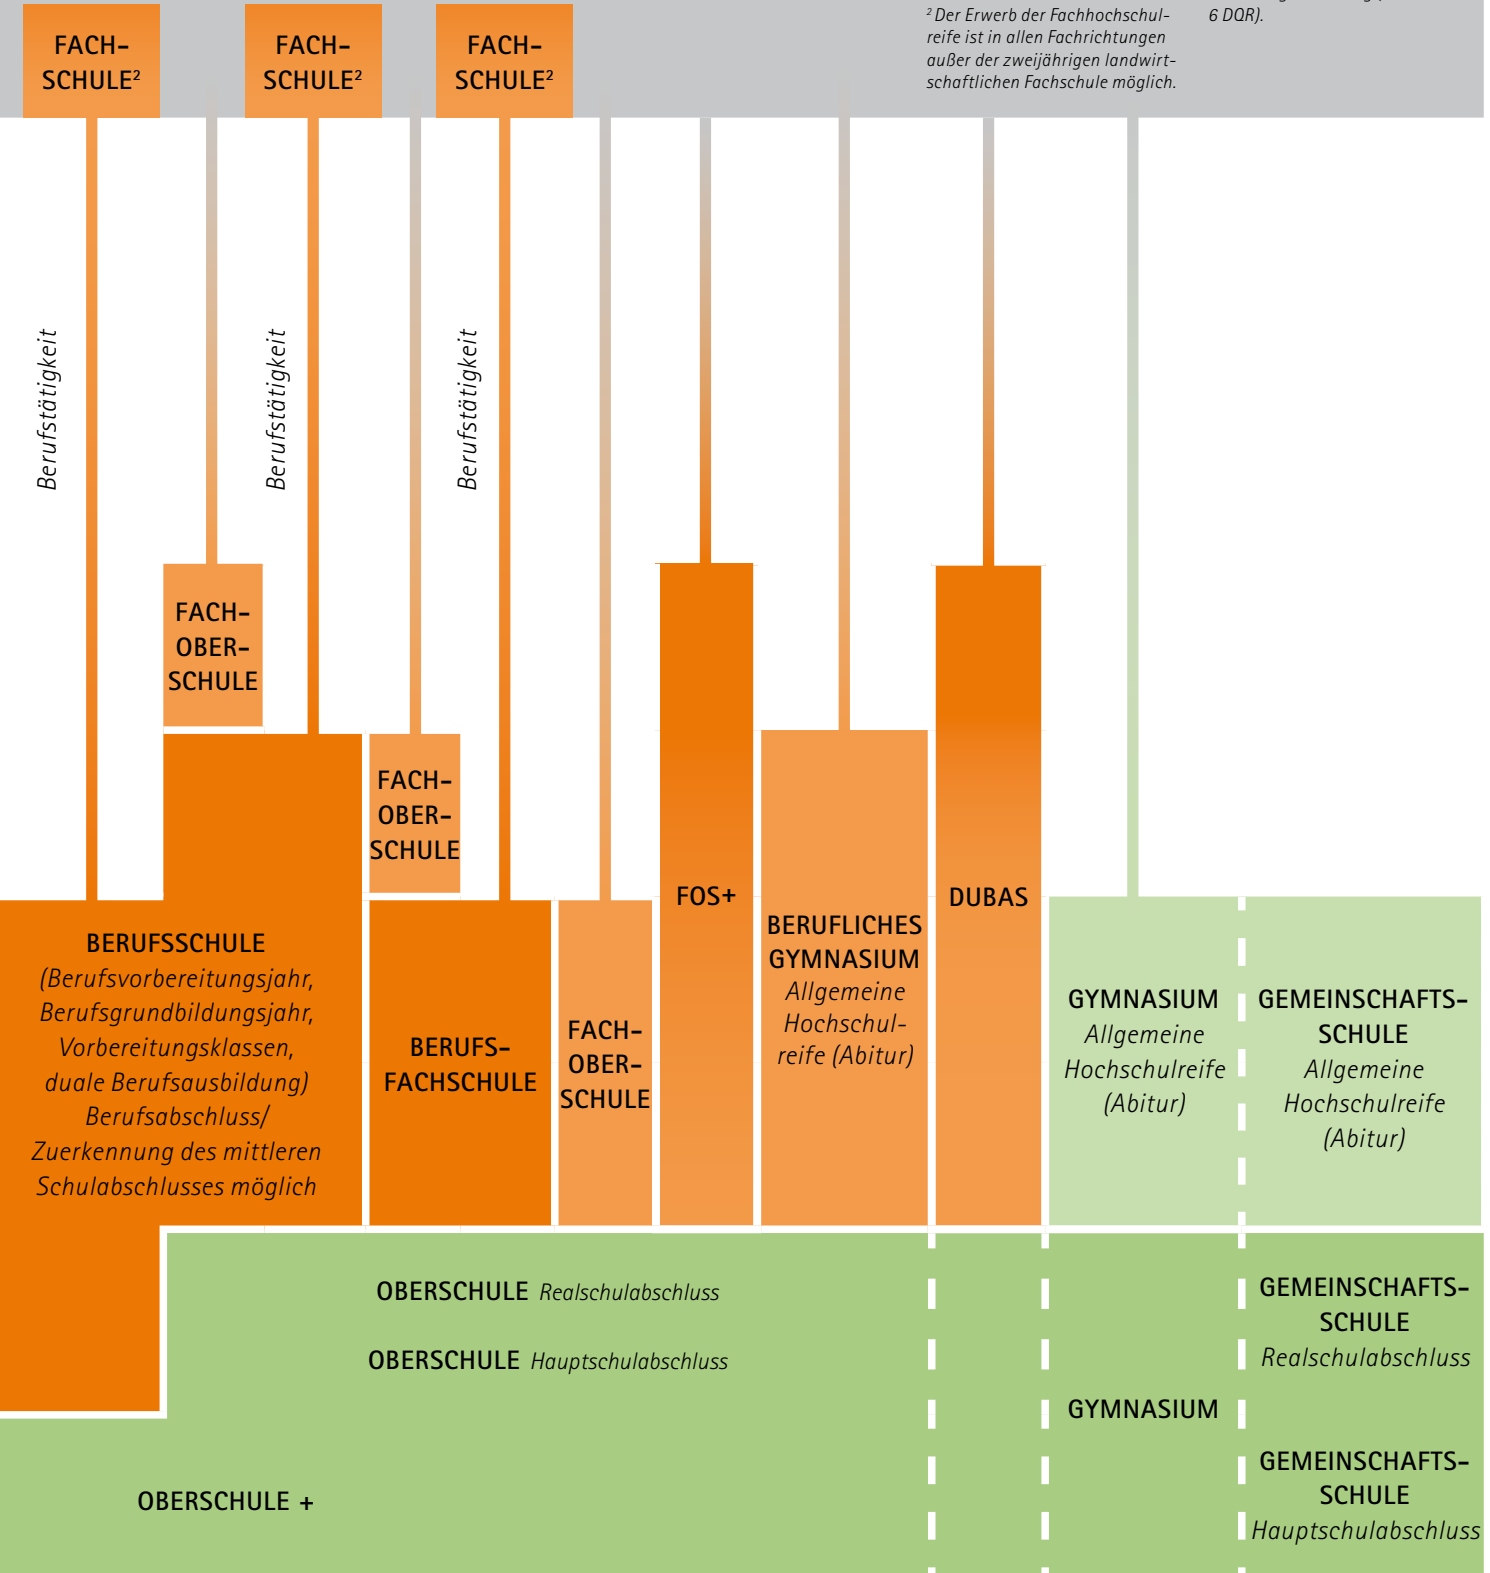 FACH-
SCHULE²
FACH-
SCHULE²
FACH-
SCHULE²
² Der Erwerb der Fachhochschul-
reife ist in allen Fachrichtungen
außer der zweijährigen landwirt-
schaftlichen Fachschule möglich.
6 DQR).
Berufstätigkeit
Berufstätigkeit
Berufstätigkeit
FACH-
OBER-
SCHULE
FACH-
OBER-
SCHULE
BERUFSSCHULE
(Berufsvorbereitungsjahr,
Berufsgrundbildungsjahr,
Vorbereitungsklassen,
duale Berufsausbildung)
Berufsabschluss/
Zuerkennung des mittleren
Schulabschlusses möglich
BERUFS-
FACHSCHULE
FACH-
OBER-
SCHULE
FOS+
BERUFLICHES
GYMNASIUM
Allgemeine
Hochschul-
reife (Abitur)
DUBAS
GYMNASIUM
Allgemeine
Hochschulreife
(Abitur)
GEMEINSCHAFTS-
SCHULE
Allgemeine
Hochschulreife
(Abitur)
OBERSCHULE Realschulabschluss
OBERSCHULE Hauptschulabschluss
OBERSCHULE +
GYMNASIUM
GEMEINSCHAFTS-
SCHULE
Realschulabschluss
GEMEINSCHAFTS-
SCHULE
Hauptschulabschluss